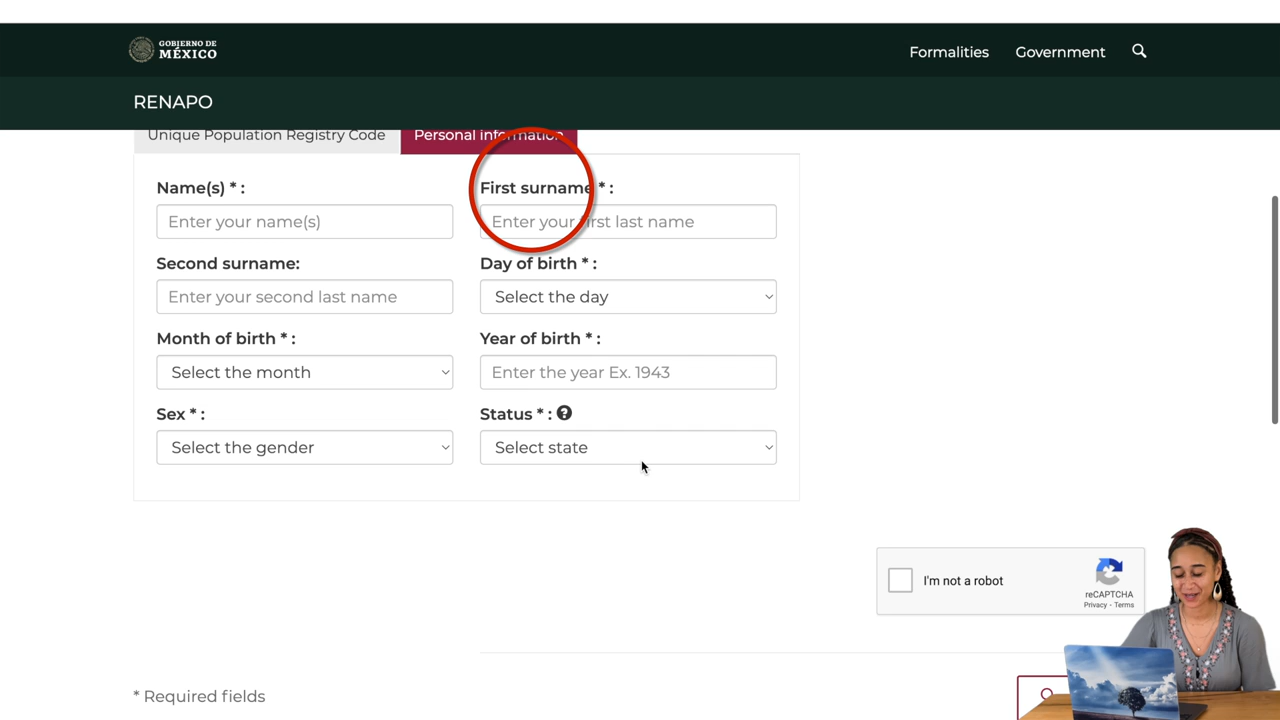 GOBIERNO DE
MÉXICO
Formalities
Government
RENAPO
Unique Population Registry Code
Personal information
Name(s) * :
First surname * :
Enter your name(s)
Enter your first last name
Second surname:
Day of birth * :
Enter your second last name
Select the day
Month of birth * :
Year of birth * :
Select the month
Enter the year Ex. 1943
Sex * :
Status * : ?
Select the gender
Select state
I'm not a robot
reCAPTCHA
Privacy - Terms
* Required fields